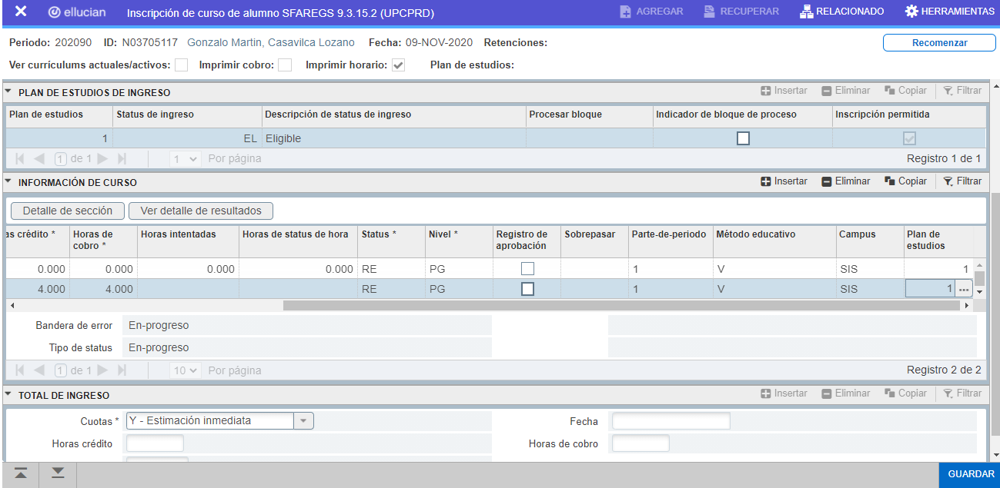 ellucian Inscripción de curso de alumno SFAREGS 9.3.15.2 (UPCPRD) AGREGAR RECUPERAR RELACIONADO HERRAMIENTAS
Periodo: 202090 ID: N03705117 Gonzalo Martin, Casavilca Lozano Fecha: 09-NOV-2020 Retenciones: Recomenzar
Ver currículums actuales/activos: Imprimir cobro: Imprimir horario: Plan de estudios:
PLAN DE ESTUDIOS DE INGRESO Insertar Eliminar Copiar Filtrar
Plan de estudios Status de ingreso Descripción de status de ingreso Procesar bloque Indicador de bloque de proceso Inscripción permitida
1 EL Eligible
1 de 1 1 Por página Registro 1 de 1
INFORMACIÓN DE CURSO Insertar Eliminar Copiar Filtrar
Detalle de sección Ver detalle de resultados
as crédito * Horas de cobro * Horas intentadas Horas de status de hora Status * Nivel * Registro de aprobación Sobrepasar Parte-de-periodo Método educativo Campus Plan de estudios
0.000 0.000 0.000 0.000 RE PG 1 V SIS 1
4.000 4.000 RE PG 1 V SIS 1 ...
Bandera de error En-progreso
Tipo de status En-progreso
1 de 1 10 Por página Registro 2 de 2
TOTAL DE INGRESO Insertar Eliminar Copiar Filtrar
Cuotas * Y - Estimación inmediata Fecha
Horas crédito Horas de cobro
GUARDAR